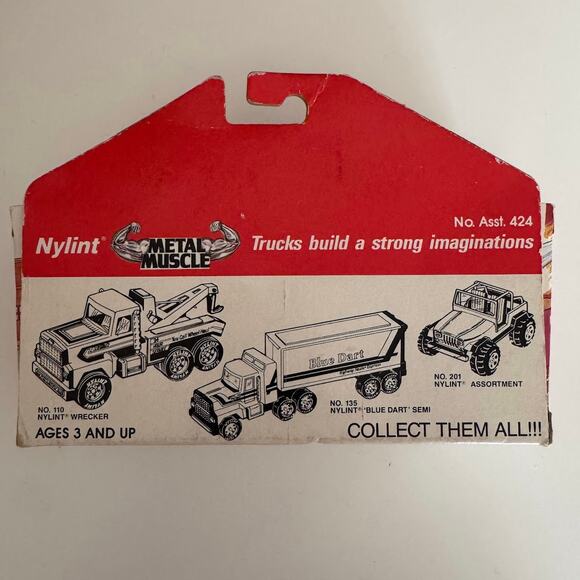 No. Asst. 424
Nylint® METAL MUSCLE Trucks build a strong imaginations
Blue Dart
NO. 110
NYLINT® WRECKER
NO. 135
NYLINT® 'BLUE DART' SEMI
NO. 201
NYLINT® ASSORTMENT
AGES 3 AND UP
COLLECT THEM ALL!!!